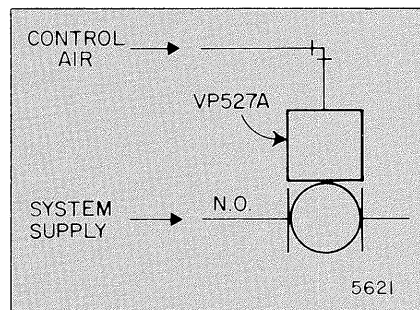 CONTROL
AIR
VP527A
N.O.
SYSTEM
SUPPLY
5621